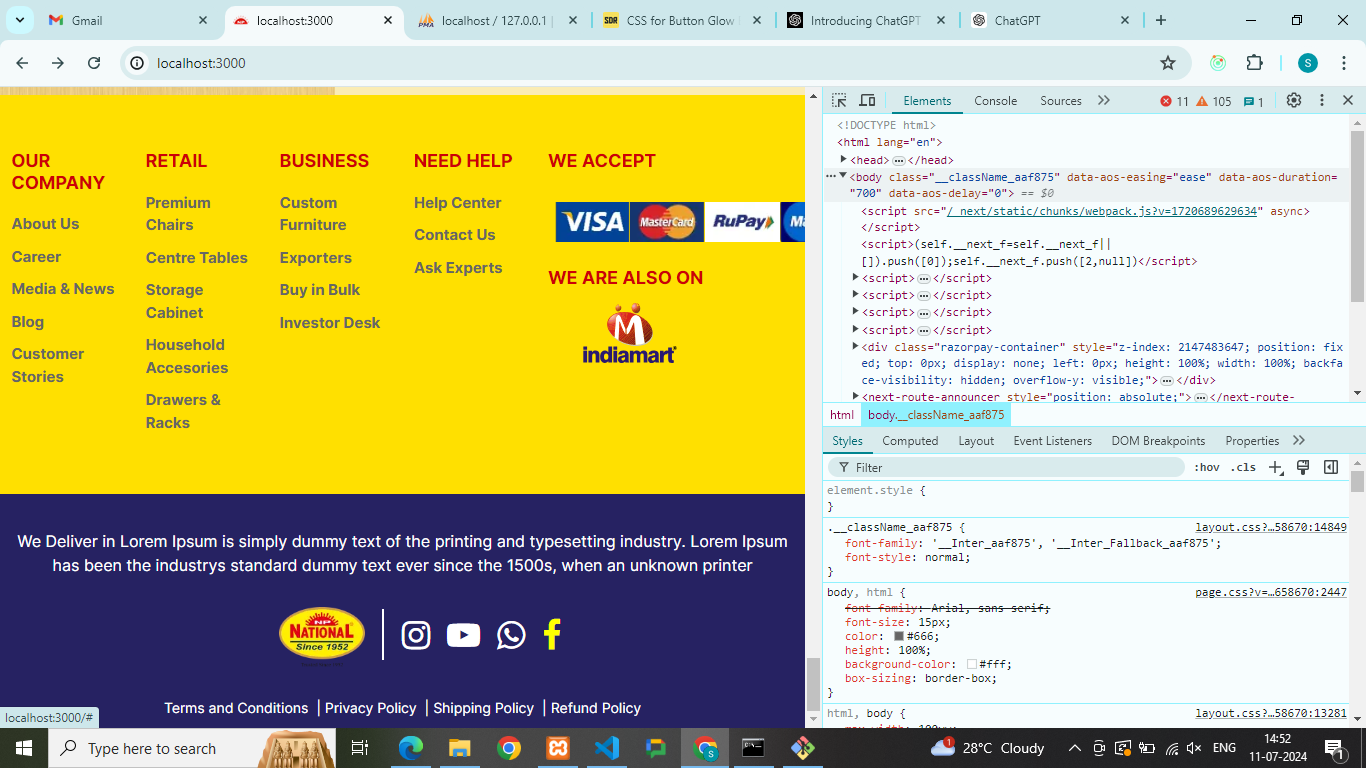 Gmail
localhost:3000
localhost / 127.0.0.1 |
SDR CSS for Button Glow
Introducing ChatGPT
ChatGPT
localhost:3000
S
OUR
COMPANY
About Us
Career
Media & News
Blog
Customer
Stories
RETAIL
Premium
Chairs
Centre Tables
Storage
Cabinet
Household
Accesories
Drawers &
Racks
BUSINESS
Custom
Furniture
Exporters
Buy in Bulk
Investor Desk
NEED HELP
Help Center
Contact Us
Ask Experts
WE ACCEPT
VISA MasterCard RuPay
WE ARE ALSO ON
indiamart
We Deliver in Lorem Ipsum is simply dummy text of the printing and typesetting industry. Lorem Ipsum
has been the industrys standard dummy text ever since the 1500s, when an unknown printer
NP
NATIONAL
Since 1952
Terms and Conditions | Privacy Policy | Shipping Policy | Refund Policy
localhost:3000/#
Elements Console Sources 11 105 1
<!DOCTYPE html>
<html lang="en">
<head>…</head>
<body class="__className_aaf875" data-aos-easing="ease" data-aos-duration=
"700" data-aos-delay="0"> == $0
<script src="/_next/static/chunks/webpack.js?v=1720689629634" async>
</script>
<script>(self.__next_f=self.__next_f||
[]).push([0]);self.__next_f.push([2,null])</script>
<script>…</script>
<script>…</script>
<script>…</script>
<script>…</script>
<div class="razorpay-container" style="z-index: 2147483647; position: fix
ed; top: 0px; display: none; left: 0px; height: 100%; width: 100%; backf
ace-visibility: hidden; overflow-y: visible;">…</div>
<next-route-announcer style="position: absolute;">…</next-route-
html body.__className_aaf875
Styles Computed Layout Event Listeners DOM Breakpoints Properties
Filter :hov .cls
element.style {
}
.__className_aaf875 { layout.css?…58670:14849
font-family: '__Inter_aaf875', '__Inter_Fallback_aaf875';
font-style: normal;
}
body, html { page.css?v=…658670:2447
font-family: Arial, sans-serif;
font-size: 15px;
color: #666;
height: 100%;
background-color: #fff;
box-sizing: border-box;
}
html, body { layout.css?…58670:13281
Type here to search
28°C Cloudy
ENG
14:52
11-07-2024
1